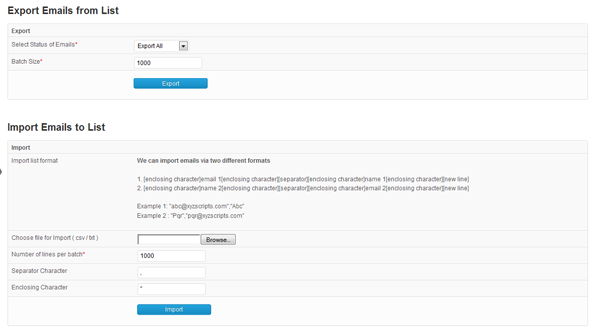 Export Emails from List
Export
Select Status of Emails* Export All
Batch Size* 1000
Export
Import Emails to List
Import
Import list format We can import emails via two different formats
1. [enclosing character]email 1[enclosing character][separator][enclosing character]name 1[enclosing character][new line]
2. [enclosing character]name 2[enclosing character][separator][enclosing character]email 2[enclosing character][new line]
Example 1: "abc@xyzscripts.com","Abc"
Example 2 : "Pqr","pqr@xyzscripts.com"
Choose file for Import ( csv / txt ) Browse..
Number of lines per batch* 1000
Separator Character ,
Enclosing Character "
Import